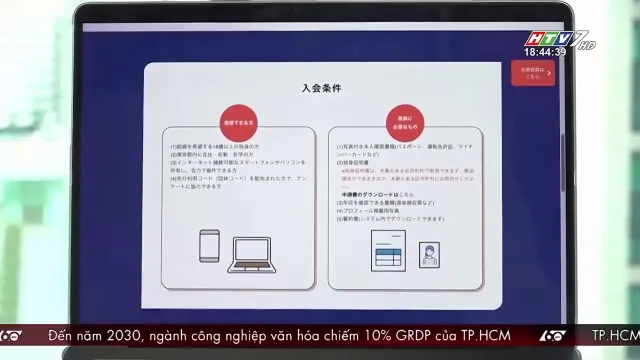 HTV7 HD
18:44:39
会員登録は
こちら
入会条件
登録できる方
(1)結婚を希望する18歳以上の独身の方
(2)東京都内に在住・在勤・在学の方
(3)インターネット接続可能なスマートフォンやパソコンを
所有し、自力で操作できる方
(4)先行利用コード（団体コード）を配布された方で、アン
ケートに協力できる方
登録に
必要なもの
(1)写真付き本人確認書類(パスポート、運転免許証、マイナ
ンバーカードなど)
(2)独身証明書
申請書のダウンロードはこちら
(3)年収を確認できる書類(源泉徴収票など)
(4)プロフィール掲載用写真
(5)誓約書(システム内でダウンロードできます)
60 Đến năm 2030, ngành công nghiệp văn hóa chiếm 10% GRDP của TP.HCM 60 TP.HCM